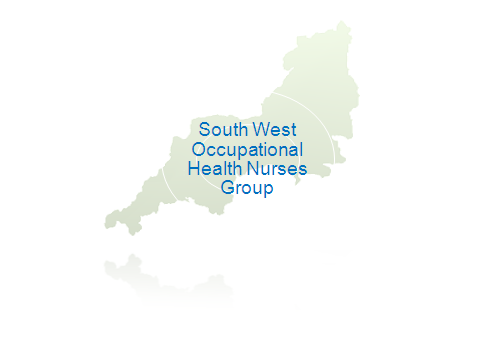 South West
Occupational
Health Nurses
Group